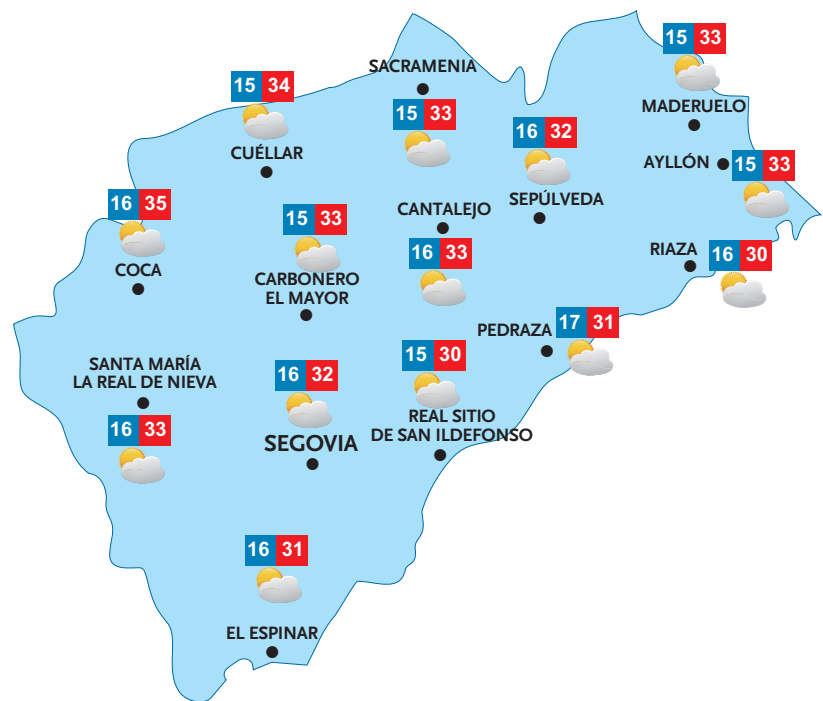 15 33
MADERUELO
SACRAMENIA
15 33
15 34
CUÉLLAR
16 32
SEPÚLVEDA
AYLLÓN
15 33
16 35
COCA
15 33
CARBONERO
EL MAYOR
CANTALEJO
16 33
RIAZA
16 30
PEDRAZA
17 31
SANTA MARÍA
LA REAL DE NIEVA
16 33
16 32
SEGOVIA
15 30
REAL SITIO
DE SAN ILDEFONSO
16 31
EL ESPINAR